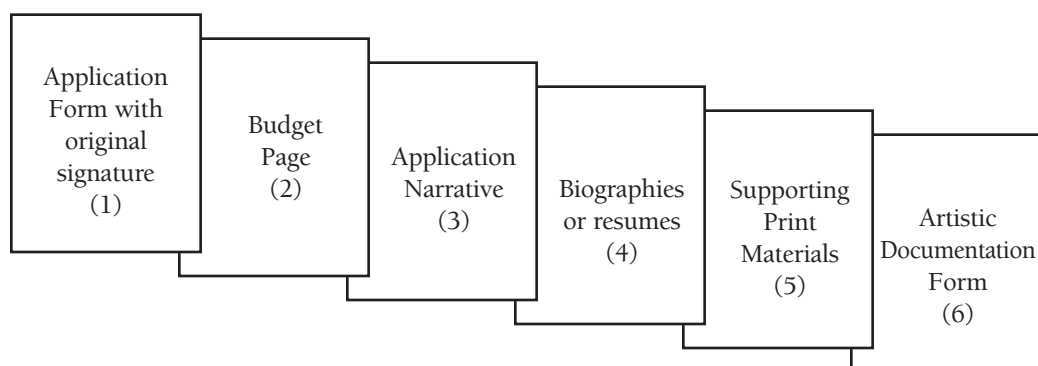 Application
Form with
original
signature
(1)
Budget
Page
(2)
Application
Narrative
(3)
Biographies
or resumes
(4)
Supporting
Print
Materials
(5)
Artistic
Documentation
Form
(6)